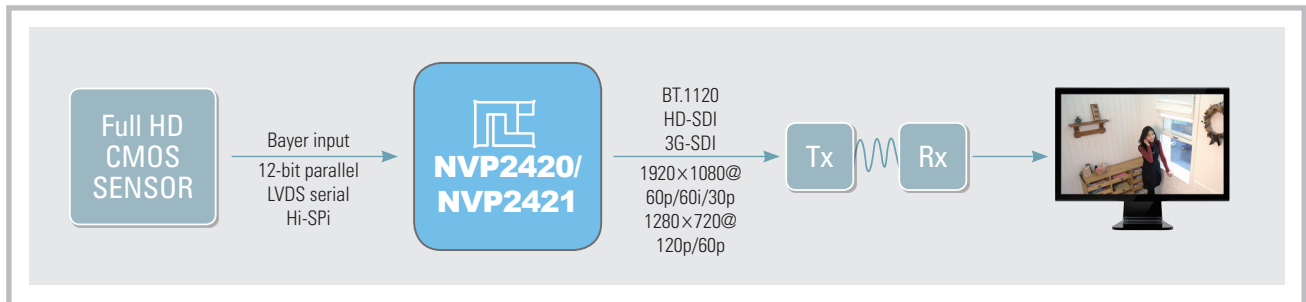 Full HD
CMOS
SENSOR
Bayer input
12-bit parallel
LVDS serial
Hi-SPi
NVP2420/
NVP2421
BT.1120
HD-SDI
3G-SDI
1920×1080@
60p/60i/30p
1280×720@
120p/60p
Tx
Rx